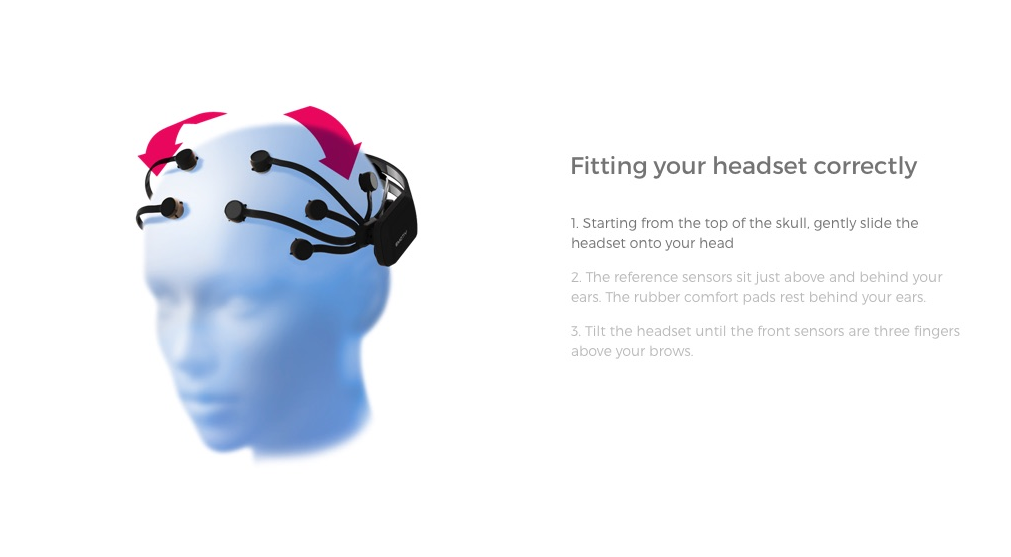 Fitting your headset correctly
1. Starting from the top of the skull, gently slide the
headset onto your head
2. The reference sensors sit just above and behind your
ears. The rubber comfort pads rest behind your ears.
3. Tilt the headset until the front sensors are three fingers
above your brows.